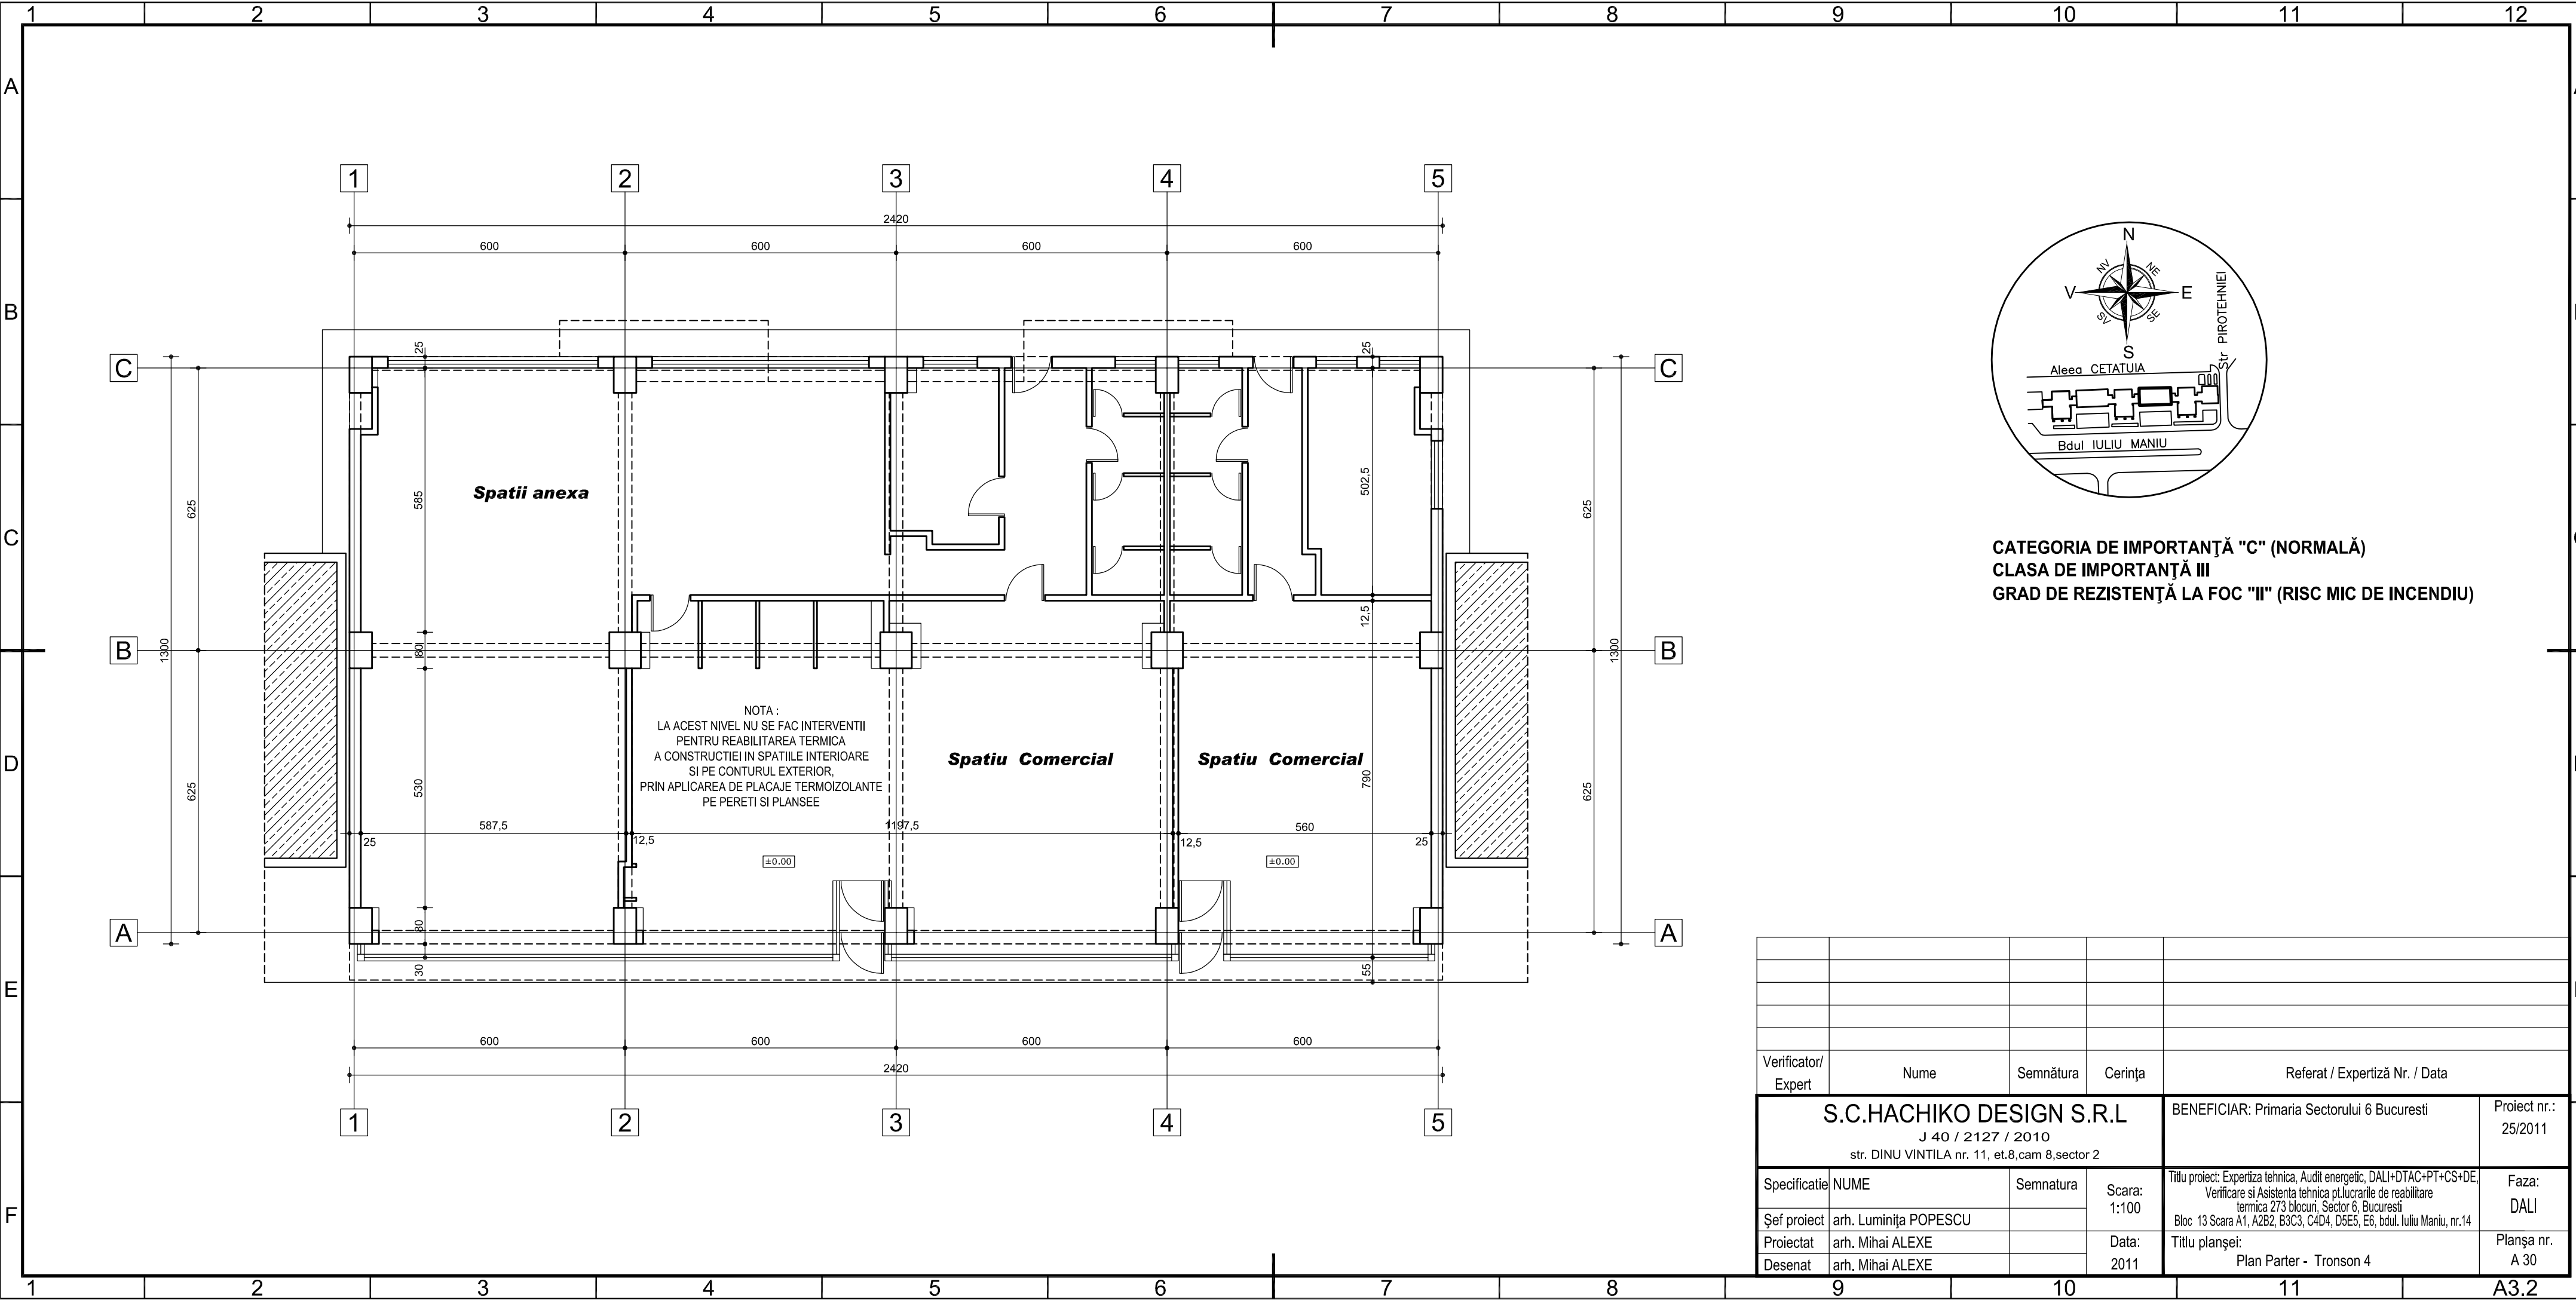 1 2 3 4 5 6 7 8 9 10 11 12
A
B
C
D
E
F
1 2 3 4 5
2420
600 600 600 600
25 25
C C
625 585 502,5 625
Spatii anexa
12,5
B 1300 80 1300 B
NOTA :
LA ACEST NIVEL NU SE FAC INTERVENTII
PENTRU REABILITAREA TERMICA
A CONSTRUCTIEI IN SPATIILE INTERIOARE
SI PE CONTURUL EXTERIOR,
PRIN APLICAREA DE PLACAJE TERMOIZOLANTE
PE PERETI SI PLANSEE
Spatiu Comercial Spatiu Comercial
625 530 790 625
587,5 1197,5 560
25 12,5 12,5 25
±0.00 ±0.00
A 80 A
30 55
600 600 600 600
2420
1 2 3 4 5
N
NV NE
V E
SV SE
S
Str PIROTEHNIEI
Aleea CETATUIA
Bdul IULIU MANIU
CATEGORIA DE IMPORTANŢĂ "C" (NORMALĂ)
CLASA DE IMPORTANŢĂ III
GRAD DE REZISTENŢĂ LA FOC "II" (RISC MIC DE INCENDIU)
Verificator/
Expert
Nume Semnătura Cerinţa Referat / Expertiză Nr. / Data
S.C.HACHIKO DESIGN S.R.L
J 40 / 2127 / 2010
str. DINU VINTILA nr. 11, et.8,cam 8,sector 2
BENEFICIAR: Primaria Sectorului 6 Bucuresti
Proiect nr.:
25/2011
Specificatie NUME Semnatura
Scara:
1:100
Şef proiect arh. Luminiţa POPESCU
Proiectat arh. Mihai ALEXE
Desenat arh. Mihai ALEXE
Data:
2011
Titlu proiect: Expertiza tehnica, Audit energetic, DALI+DTAC+PT+CS+DE,
Verificare si Asistenta tehnica pt.lucrarile de reabilitare
termica 273 blocuri, Sector 6, Bucuresti
Bloc 13 Scara A1, A2B2, B3C3, C4D4, D5E5, E6, bdul. Iuliu Maniu, nr.14
Faza:
DALI
Titlu planşei:
Plan Parter - Tronson 4
Planşa nr.
A 30
1 2 3 4 5 6 7 8 9 10 11 A3.2